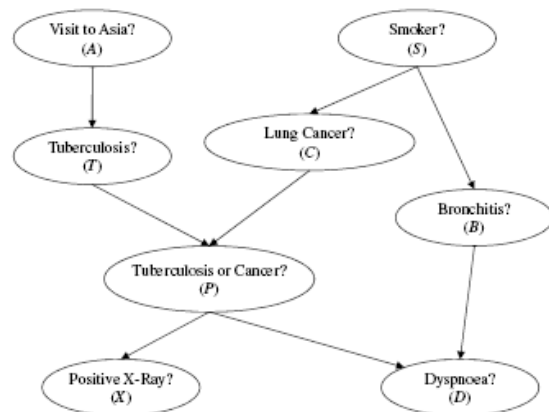 Visit to Asia?
(A)
Smoker?
(S)
Tuberculosis?
(T)
Lung Cancer?
(C)
Bronchitis?
(B)
Tuberculosis or Cancer?
(P)
Positive X-Ray?
(X)
Dyspnoea?
(D)